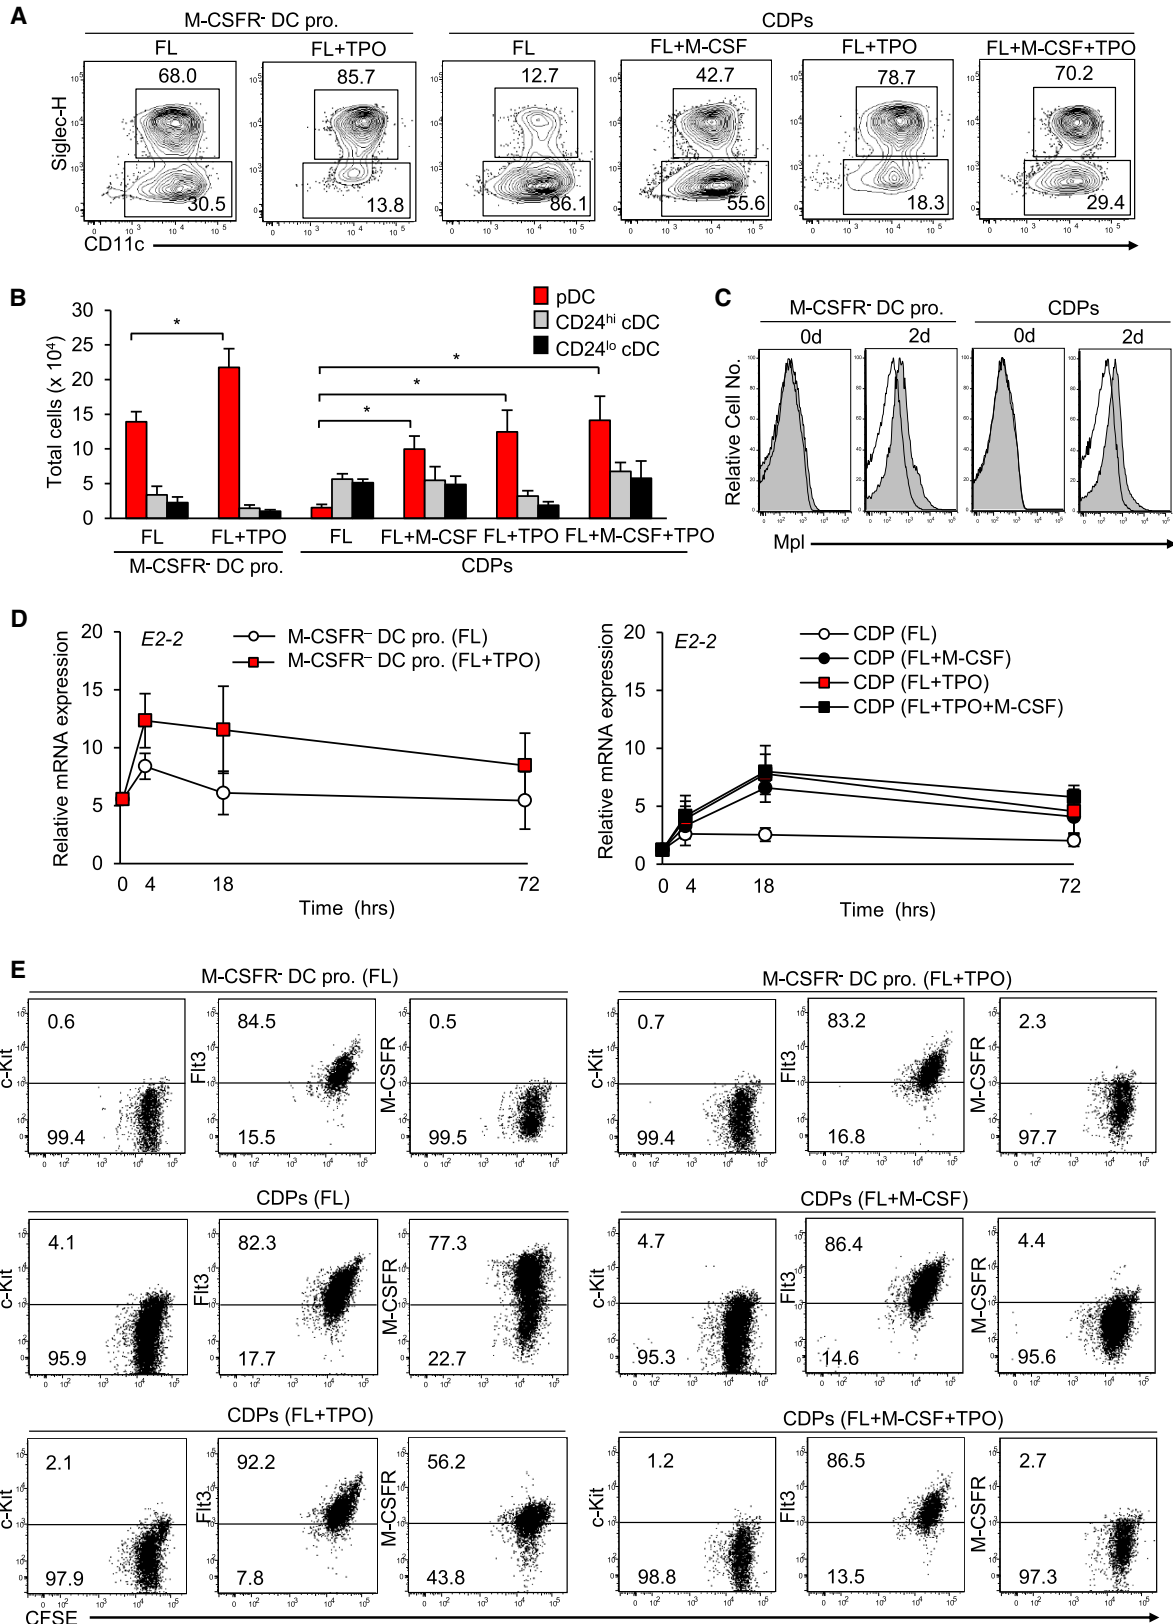 A
M-CSFR⁻ DC pro.
CDPs
FL
FL+TPO
FL
FL+M-CSF
FL+TPO
FL+M-CSF+TPO
68.0
85.7
12.7
42.7
78.7
70.2
Siglec-H
30.5
13.8
86.1
55.6
18.3
29.4
CD11c
B
Total cells (x 10⁴)
30
25
20
15
10
5
0
pDC
CD24ʰⁱ cDC
CD24ˡᵒ cDC
*
*
*
*
FL
FL+TPO
FL
FL+M-CSF
FL+TPO
FL+M-CSF+TPO
M-CSFR⁻ DC pro.
CDPs
C
M-CSFR⁻ DC pro.
CDPs
0d
2d
0d
2d
Relative Cell No.
Mpl
D
E2-2
M-CSFR⁻ DC pro. (FL)
M-CSFR⁻ DC pro. (FL+TPO)
Relative mRNA expression
20
15
10
5
0
0 4 18 72
Time (hrs)
E2-2
CDP (FL)
CDP (FL+M-CSF)
CDP (FL+TPO)
CDP (FL+TPO+M-CSF)
Relative mRNA expression
20
15
10
5
0
0 4 18 72
Time (hrs)
E
M-CSFR⁻ DC pro. (FL)
M-CSFR⁻ DC pro. (FL+TPO)
c-Kit
0.6
99.4
Flt3
84.5
15.5
M-CSFR
0.5
99.5
c-Kit
0.7
99.4
Flt3
83.2
16.8
M-CSFR
2.3
97.7
CDPs (FL)
CDPs (FL+M-CSF)
c-Kit
4.1
95.9
Flt3
82.3
17.7
M-CSFR
77.3
22.7
c-Kit
4.7
95.3
Flt3
86.4
14.6
M-CSFR
4.4
95.6
CDPs (FL+TPO)
CDPs (FL+M-CSF+TPO)
c-Kit
2.1
97.9
Flt3
92.2
7.8
M-CSFR
56.2
43.8
c-Kit
1.2
98.8
Flt3
86.5
13.5
M-CSFR
2.7
97.3
CFSE